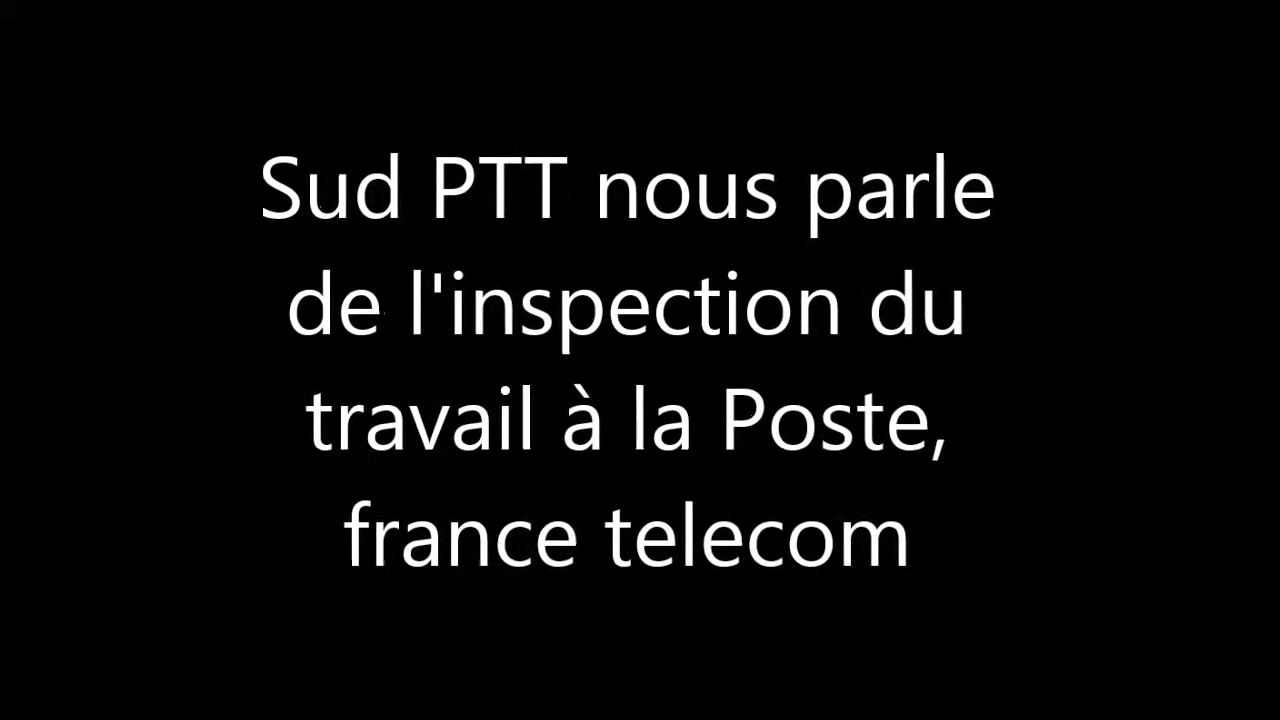 Sud PTT nous parle
de l'inspection du
travail à la Poste,
france telecom